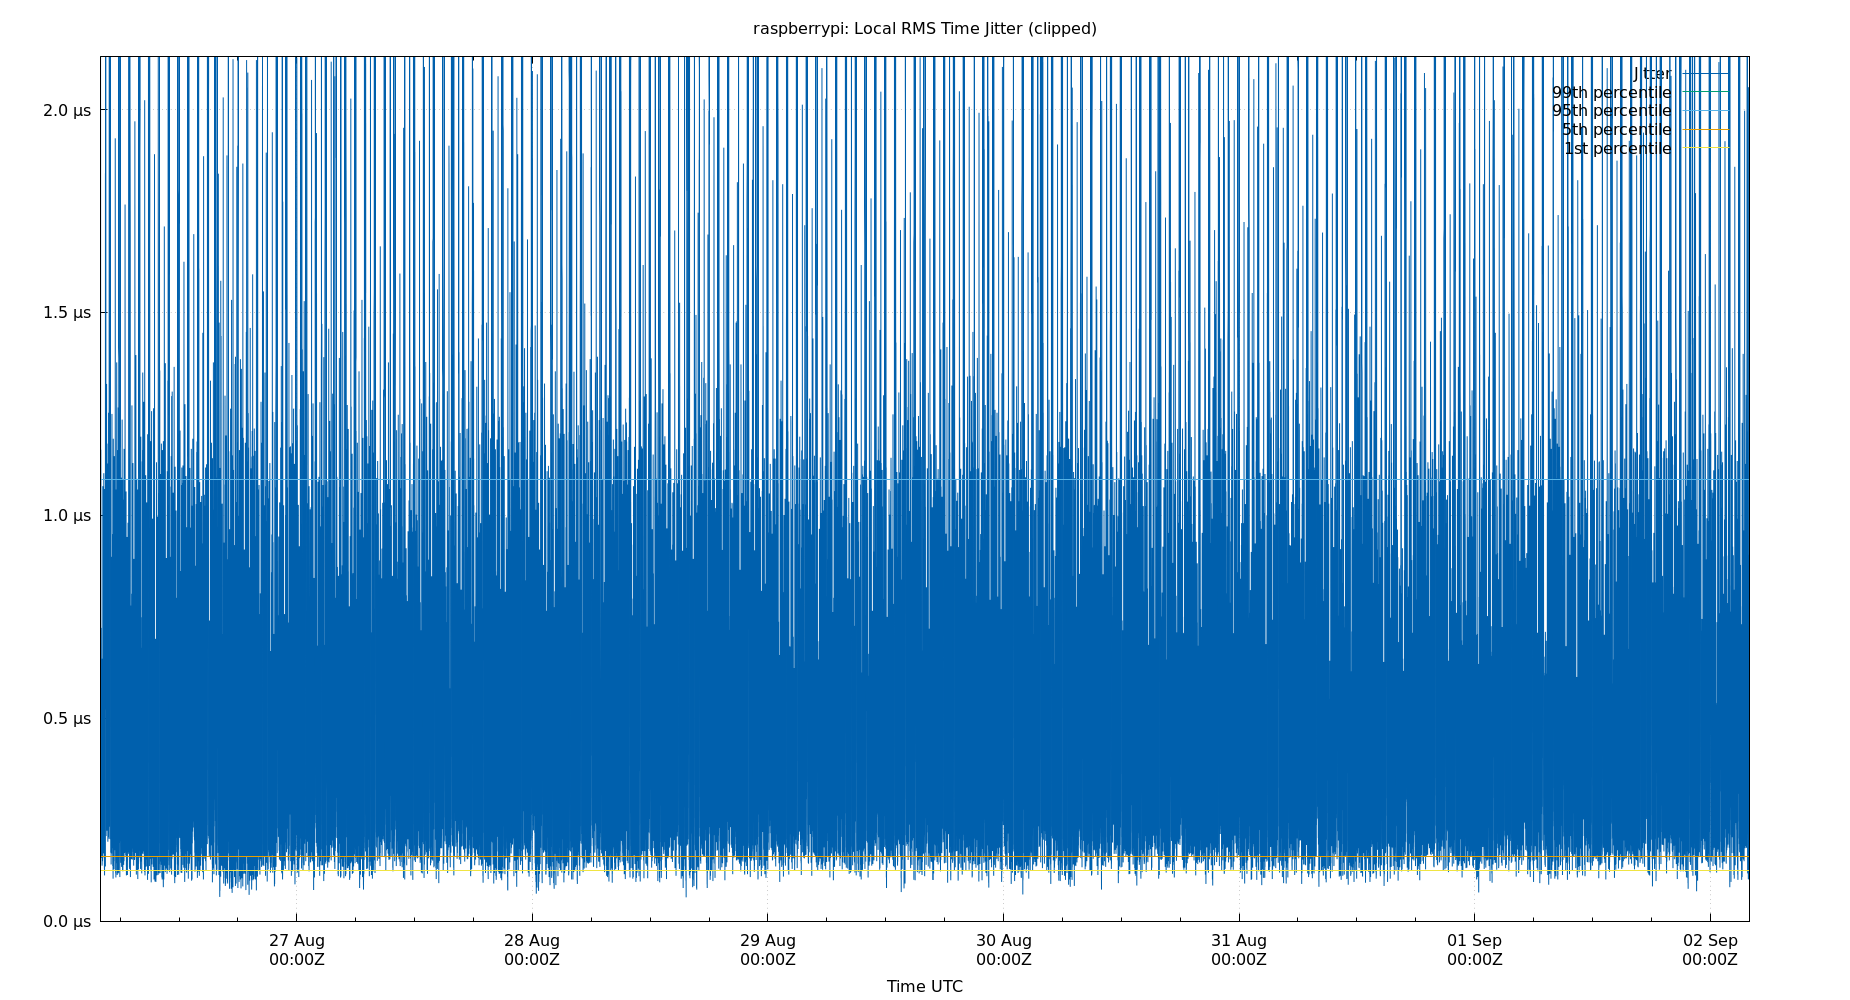 raspberrypi: Local RMS Time Jitter (clipped)
Jitter
99th percentile
95th percentile
5th percentile
1st percentile
2.0 µs
1.5 µs
1.0 µs
0.5 µs
0.0 µs
27 Aug 28 Aug 29 Aug 30 Aug 31 Aug 01 Sep 02 Sep
00:00Z 00:00Z 00:00Z 00:00Z 00:00Z 00:00Z 00:00Z
Time UTC